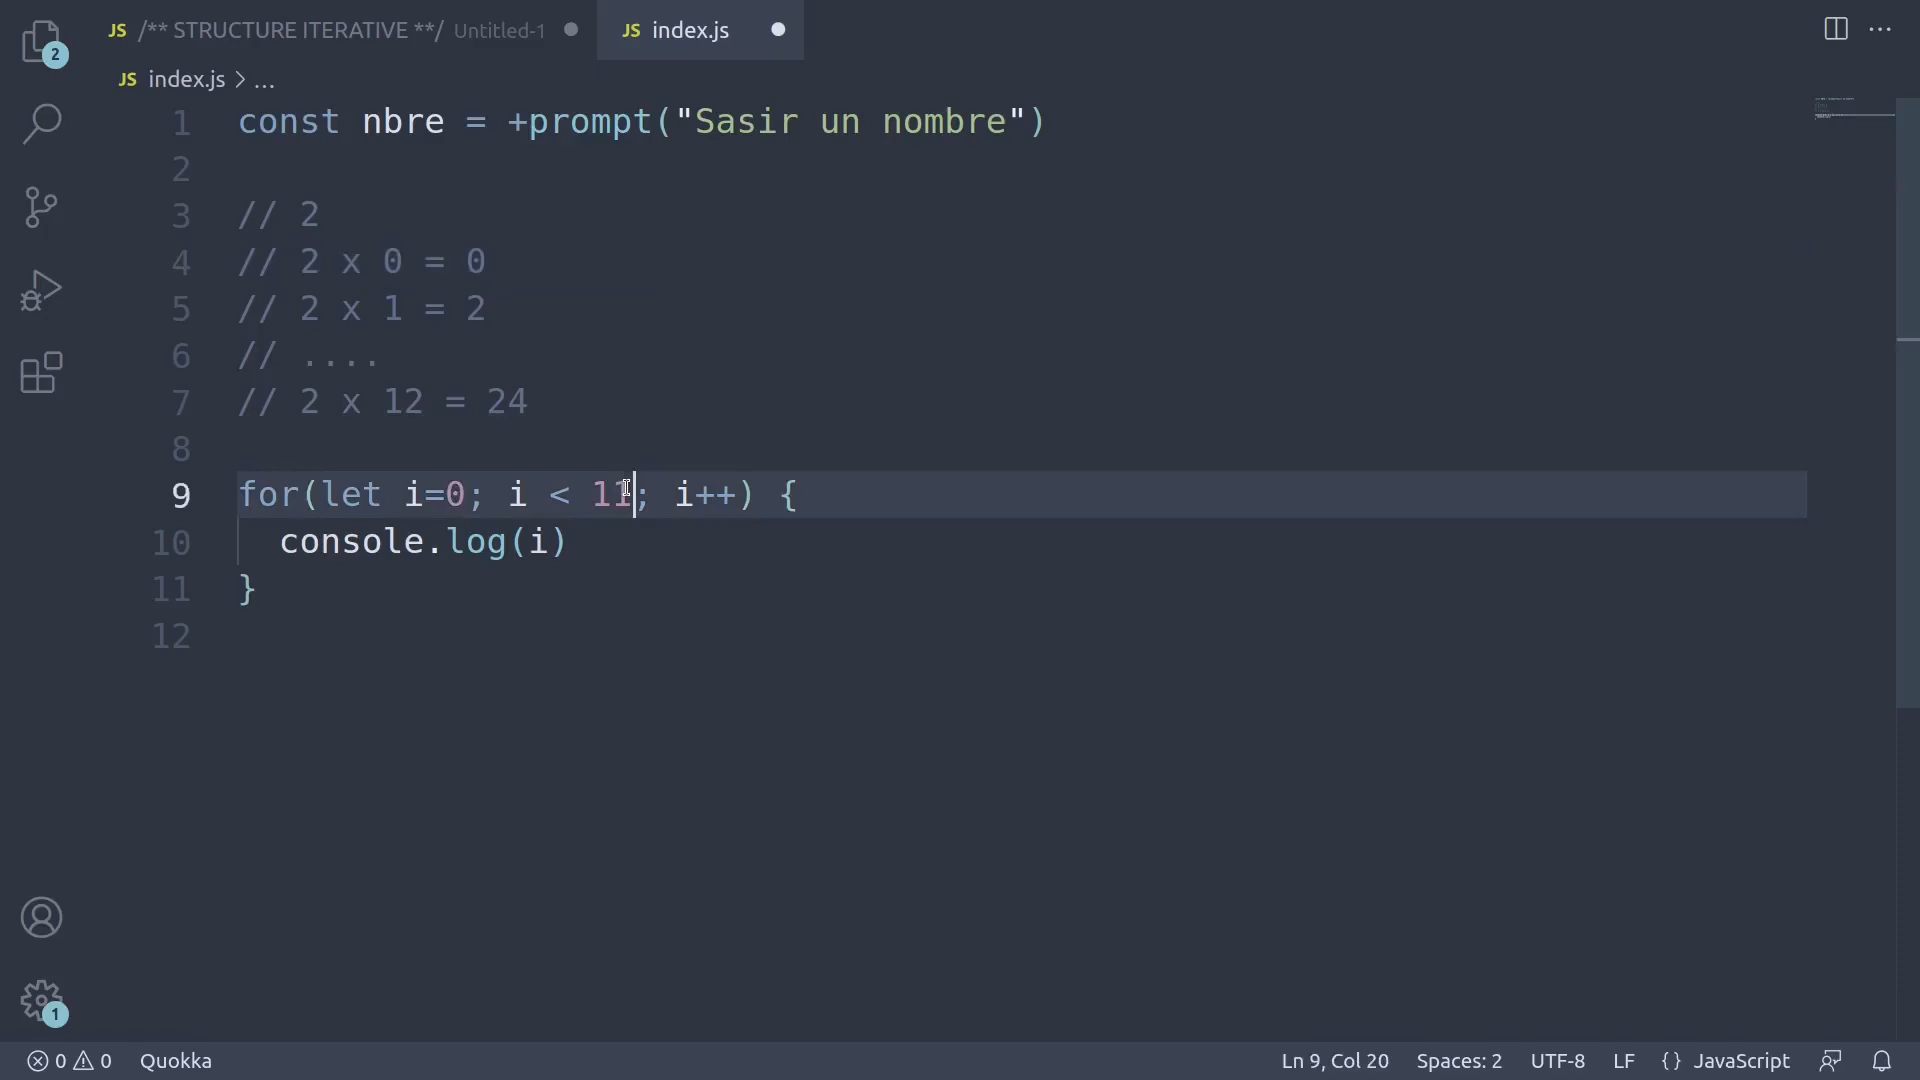 2
JS /** STRUCTURE ITERATIVE **/ Untitled-1
JS index.js
JS index.js > ...
1 const nbre = +prompt("Sasir un nombre")
2
3 // 2
4 // 2 x 0 = 0
5 // 2 x 1 = 2
6 // ....
7 // 2 x 12 = 24
8
9 for(let i=0; i < 11; i++) {
10 console.log(i)
11 }
12
1
0 0 Quokka Ln 9, Col 20 Spaces: 2 UTF-8 LF {} JavaScript